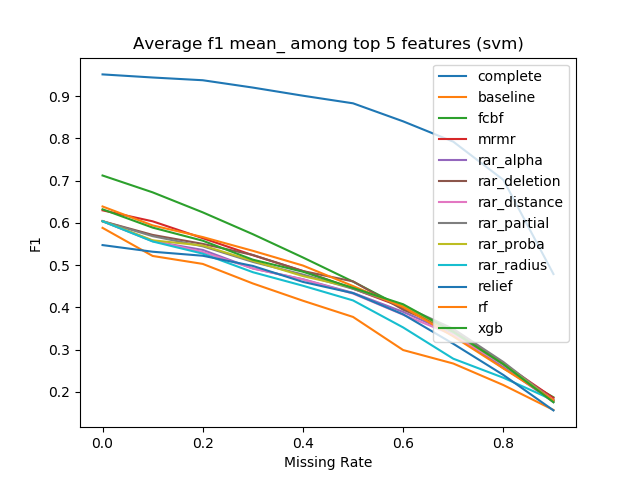 Average f1 mean_ among top 5 features (svm)
F1
0.9
0.8
0.7
0.6
0.5
0.4
0.3
0.2
complete
baseline
fcbf
mrmr
rar_alpha
rar_deletion
rar_distance
rar_partial
rar_proba
rar_radius
relief
rf
xgb
0.0 0.2 0.4 0.6 0.8
Missing Rate